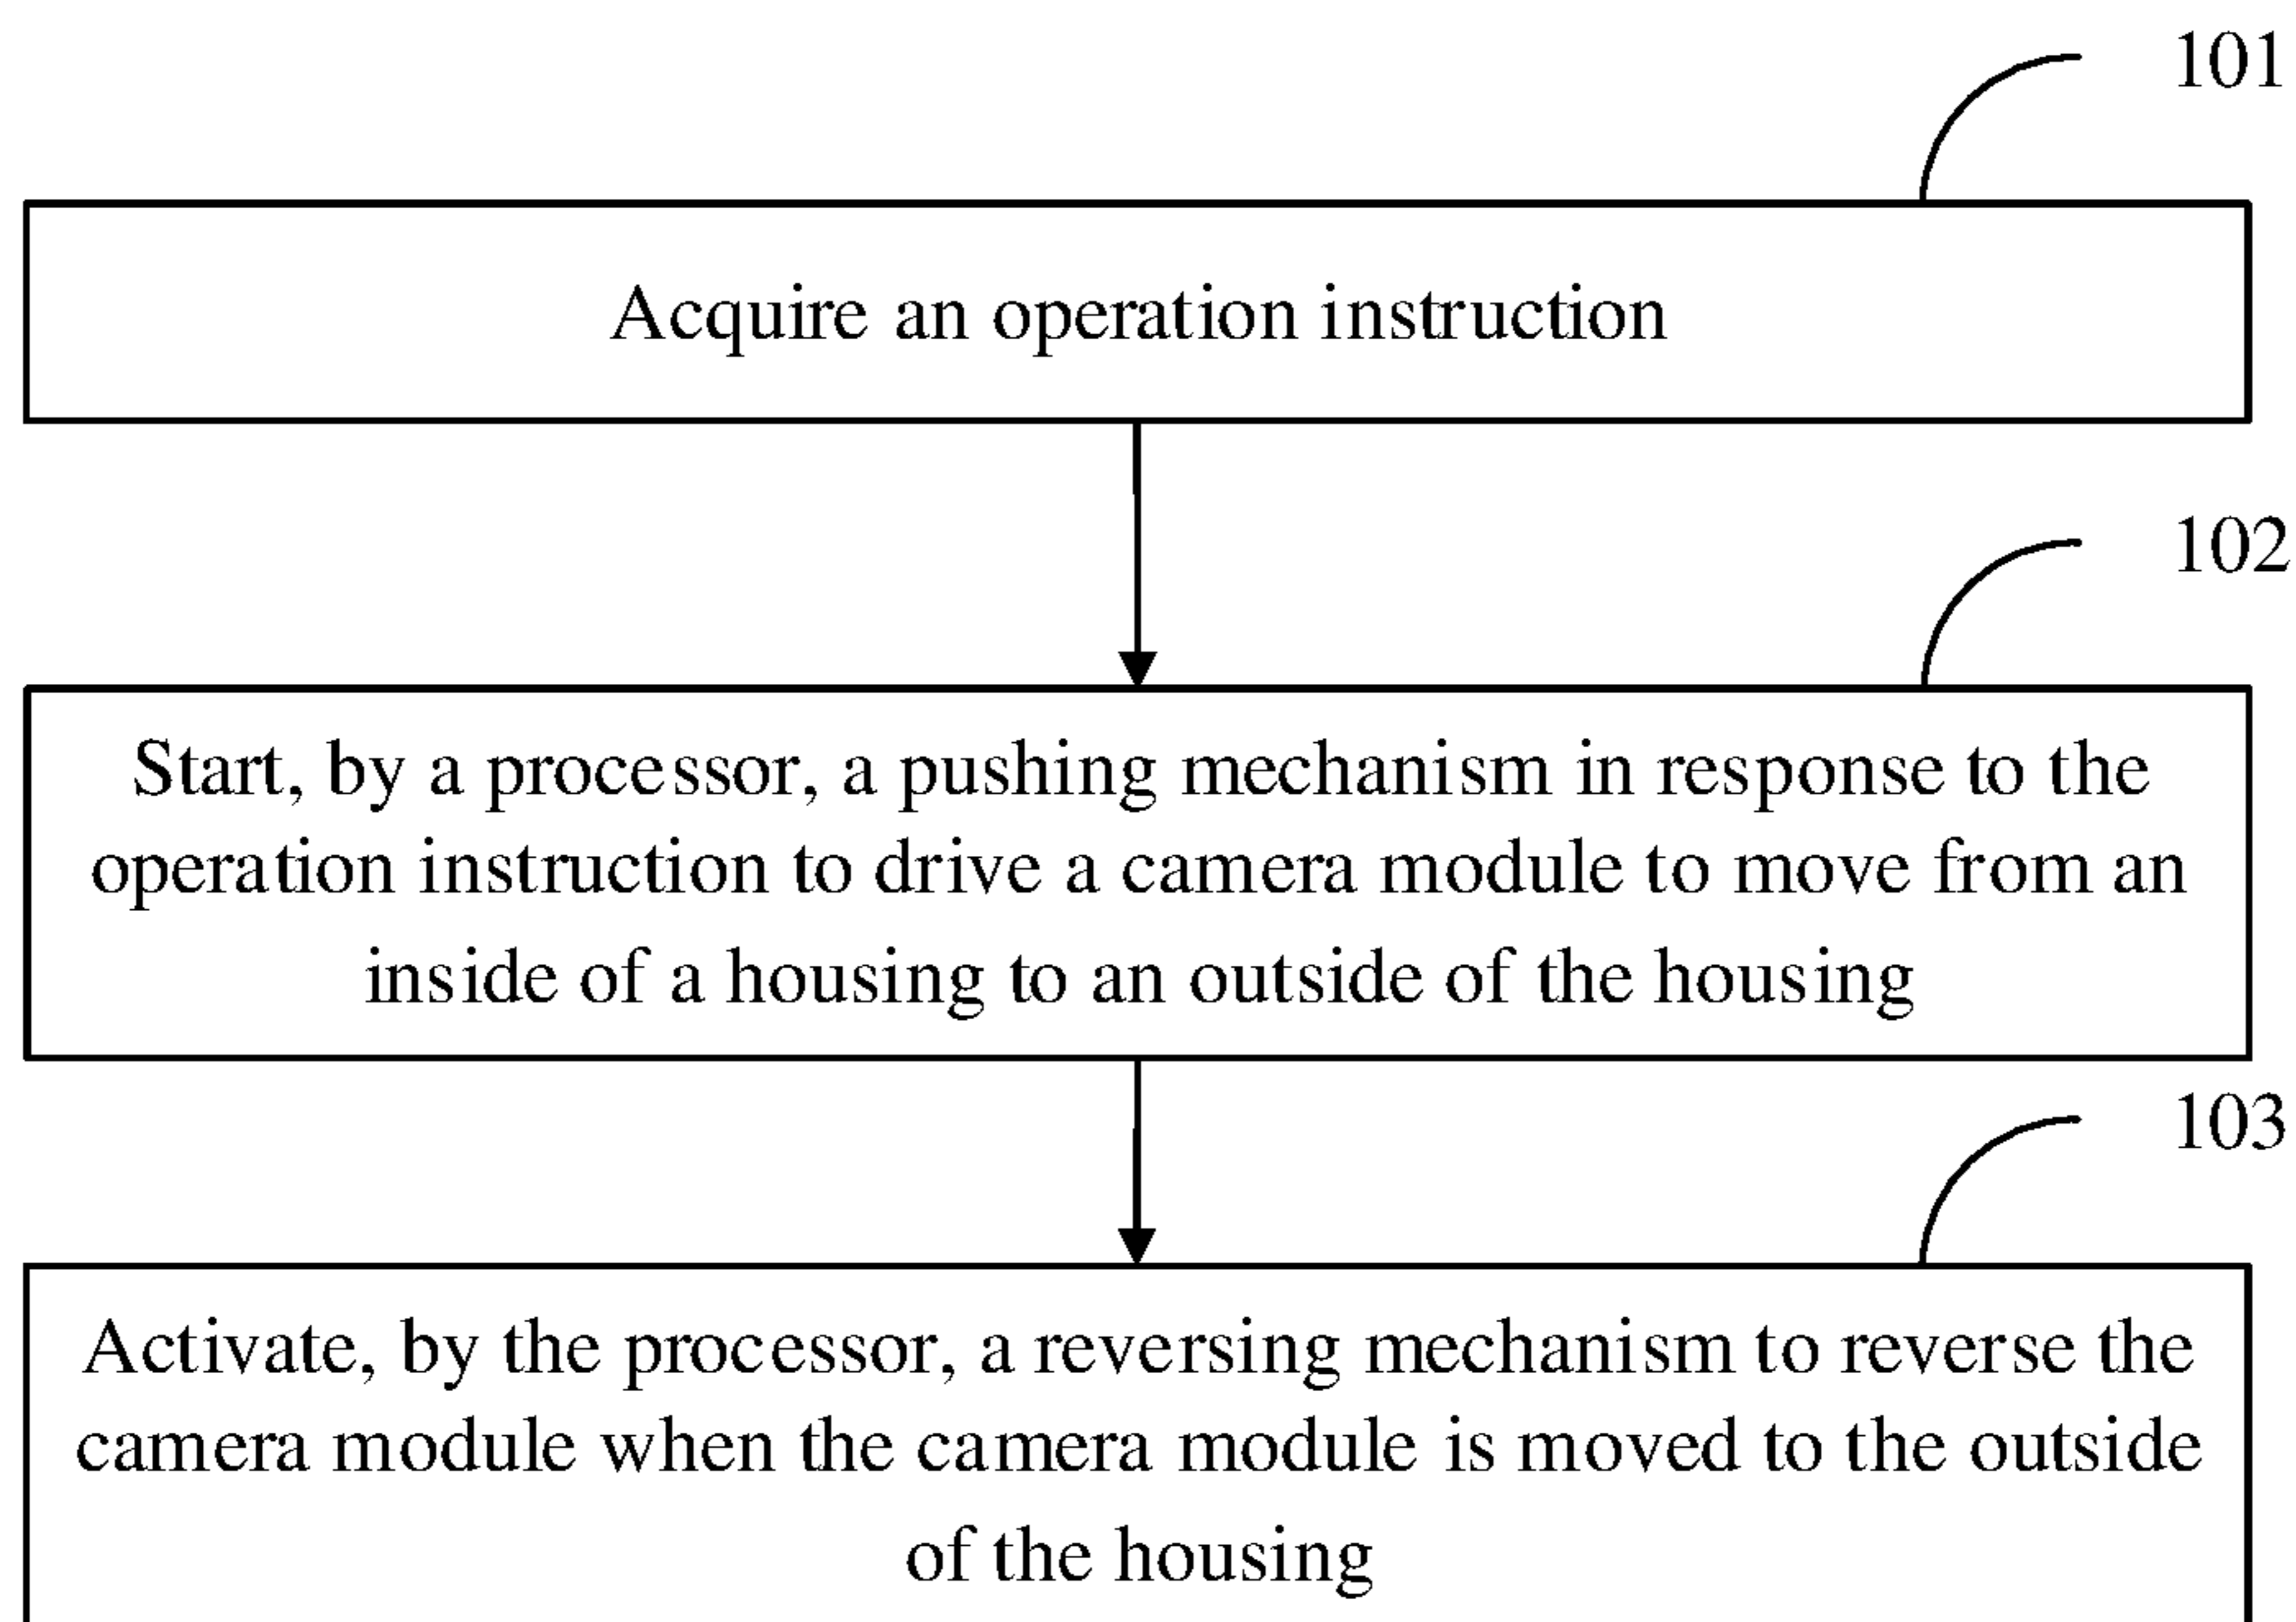 101
Acquire an operation instruction
102
Start, by a processor, a pushing mechanism in response to the
operation instruction to drive a camera module to move from an
inside of a housing to an outside of the housing
103
Activate, by the processor, a reversing mechanism to reverse the
camera module when the camera module is moved to the outside
of the housing